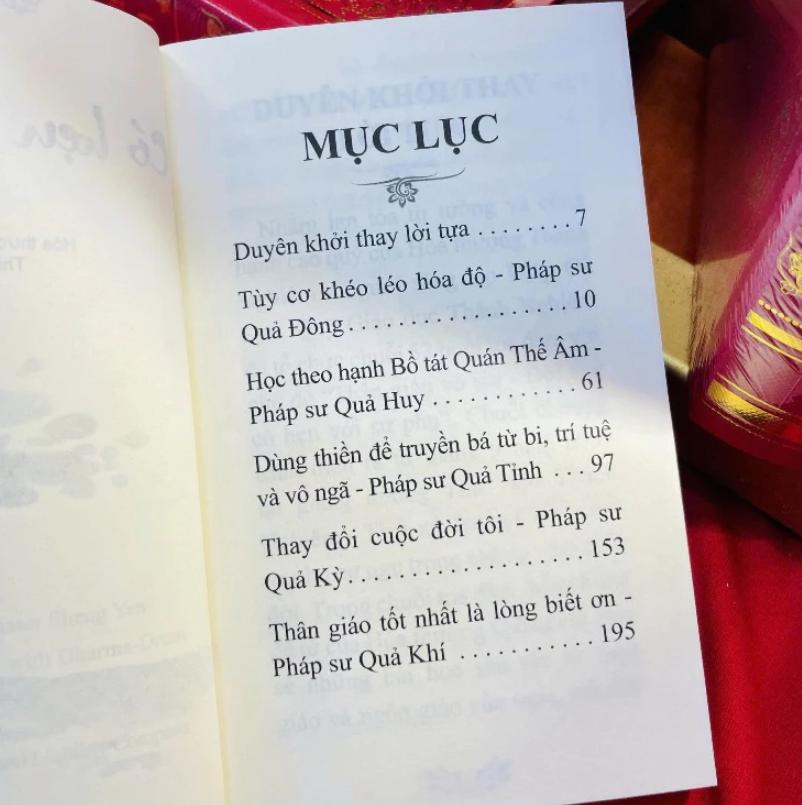 MỤC LỤC
Duyên khởi thay lời tựa . . . . . . . . 7
Tùy cơ khéo léo hóa độ - Pháp sư
Quả Đông . . . . . . . . . . . . . . . . . . 10
Học theo hạnh Bồ tát Quán Thế Âm -
Pháp sư Quả Huy . . . . . . . . . . . . 61
Dùng thiền để truyền bá từ bi, trí tuệ
và vô ngã - Pháp sư Quả Tỉnh . . . 97
Thay đổi cuộc đời tôi - Pháp sư
Quả Kỳ . . . . . . . . . . . . . . . . . . . 153
Thân giáo tốt nhất là lòng biết ơn -
Pháp sư Quả Khí . . . . . . . . . . . 195